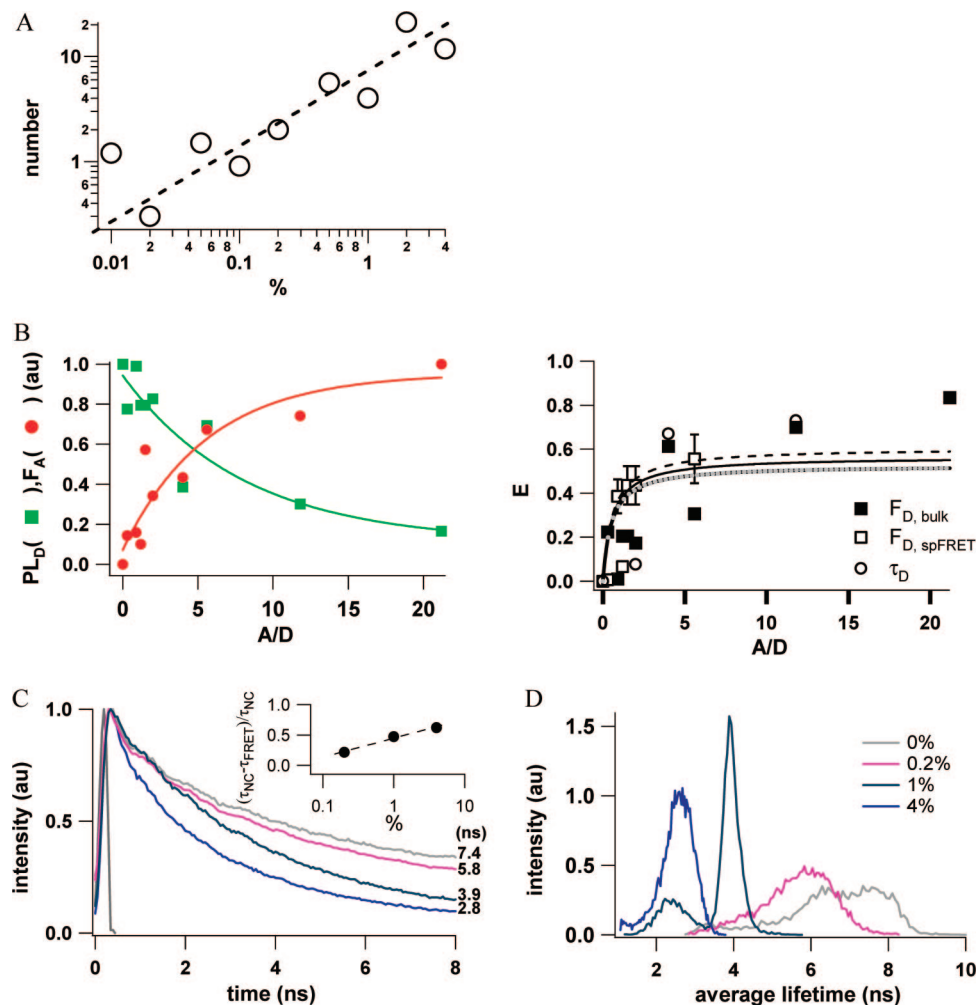 A
number
2
10
6
4
2
1
6
4
0.01 2 4 6 8 0.1 2 4 6 8 1 2 4
%
B
PL_D( ■ ),F_A( ● ) (au)
1.0
0.8
0.6
0.4
0.2
0.0
0 5 10 15 20
A/D
E
1.0
0.8
0.6
0.4
0.2
0.0
F_D, bulk
F_D, spFRET
τ_D
0 5 10 15 20
A/D
C
intensity (au)
1.0
0.5
0.0
(τ_NC-τ_FRET)/τ_NC
1.0
0.5
0.0
0.1 1 10
%
(ns)
7.4
5.8
3.9
2.8
0 2 4 6 8
time (ns)
D
intensity (au)
1.5
1.0
0.5
0.0
0%
0.2%
1%
4%
2 4 6 8 10
average lifetime (ns)